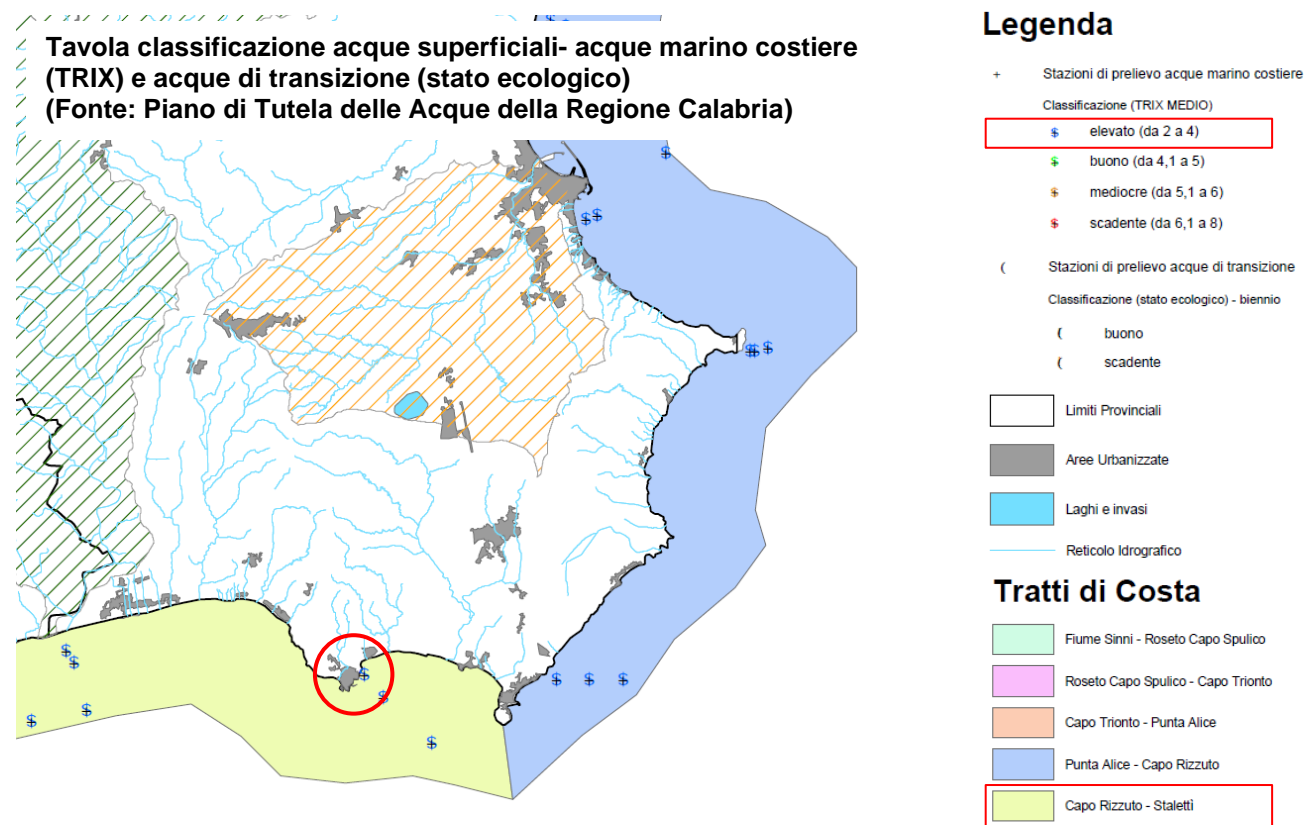 Tavola classificazione acque superficiali- acque marino costiere
(TRIX) e acque di transizione (stato ecologico)
(Fonte: Piano di Tutela delle Acque della Regione Calabria)
Legenda
Stazioni di prelievo acque marino costiere
Classificazione (TRIX MEDIO)
elevato (da 2 a 4)
buono (da 4,1 a 5)
mediocre (da 5,1 a 6)
scadente (da 6,1 a 8)
Stazioni di prelievo acque di transizione
Classificazione (stato ecologico) - biennio
buono
scadente
Limiti Provinciali
Aree Urbanizzate
Laghi e invasi
Reticolo Idrografico
Tratti di Costa
Fiume Sinni - Roseto Capo Spulico
Roseto Capo Spulico - Capo Trionto
Capo Trionto - Punta Alice
Punta Alice - Capo Rizzuto
Capo Rizzuto - Stalettì